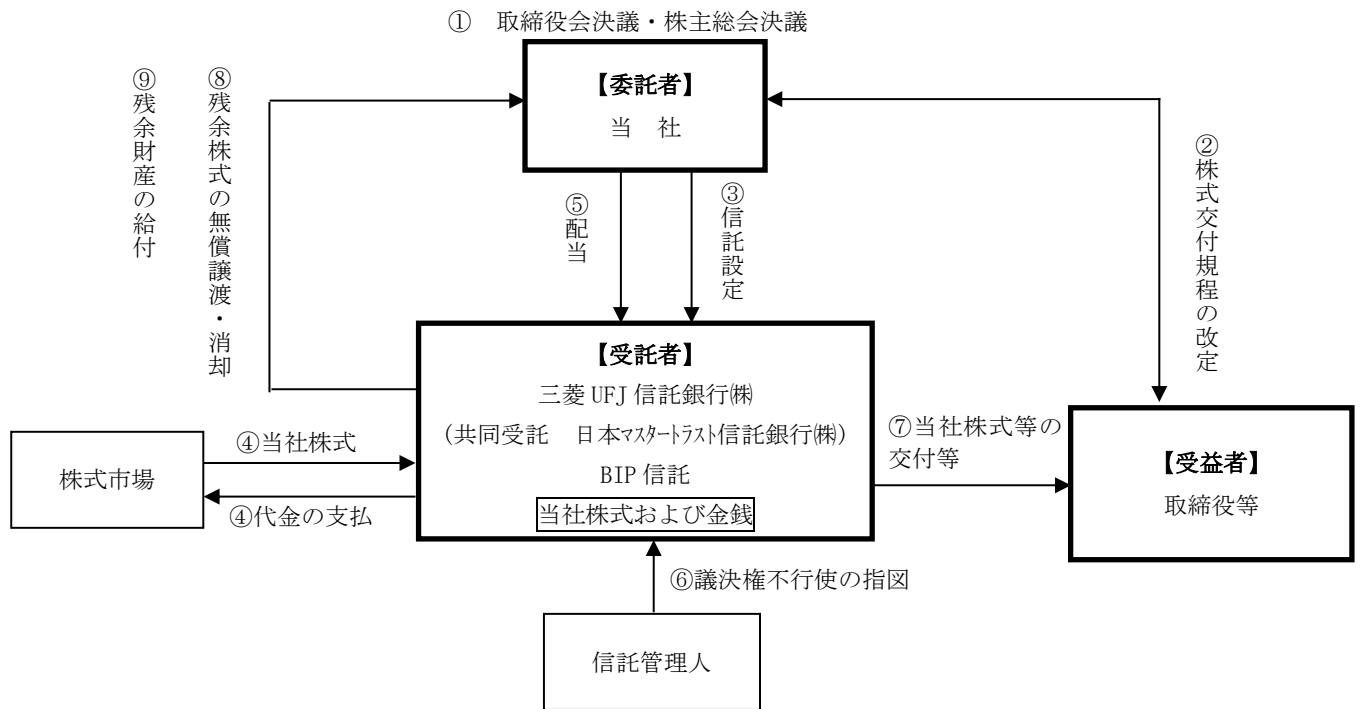 ① 取締役会決議・株主総会決議
【委託者】
当 社
⑨残余財産の給付
⑧残余株式の無償譲渡・消却
⑤配当
③信託設定
②株式交付規程の改定
【受託者】
三菱 UFJ 信託銀行㈱
(共同受託 日本ﾏｽﾀｰﾄﾗｽﾄ信託銀行㈱)
BIP 信託
当社株式および金銭
株式市場
④当社株式
④代金の支払
⑦当社株式等の
交付等
【受益者】
取締役等
⑥議決権不行使の指図
信託管理人